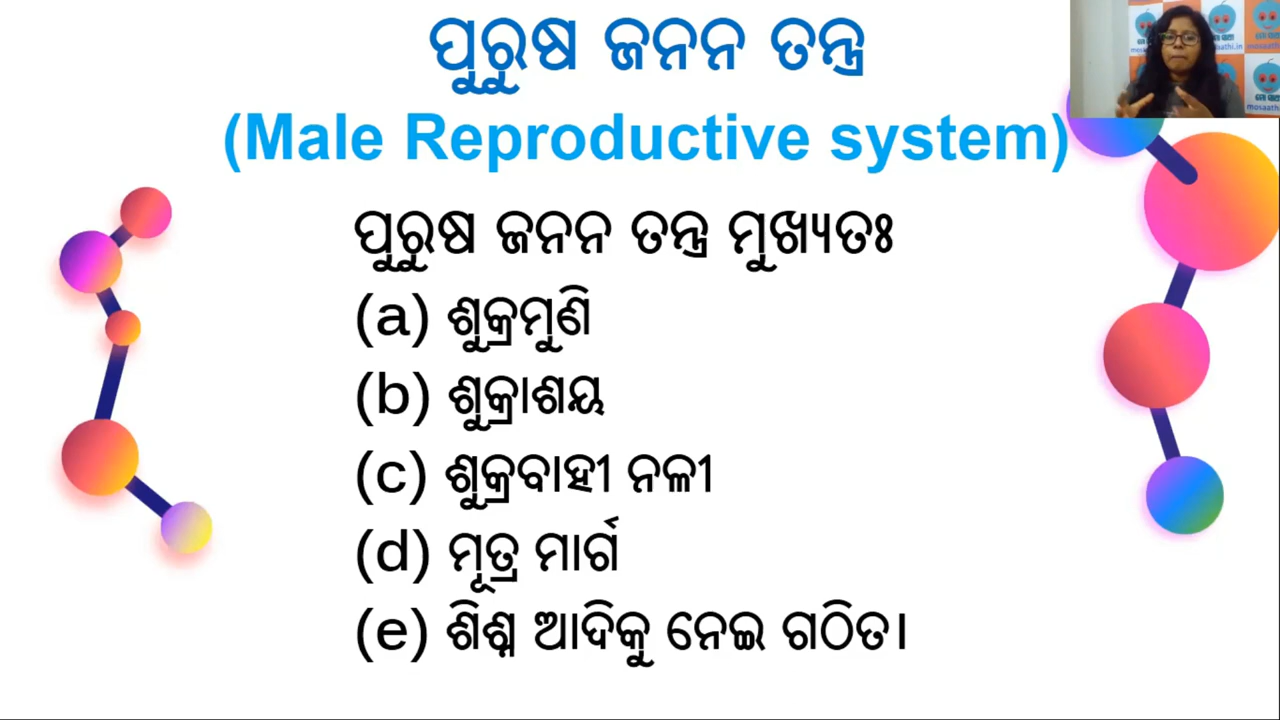 ପୁରୁଷ ଜନନ ତନ୍ତ୍ର
(Male Reproductive system)
ପୁରୁଷ ଜନନ ତନ୍ତ୍ର ମୁଖ୍ୟତଃ
(a) ଶୁକ୍ରମୁଣି
(b) ଶୁକ୍ରାଶୟ
(c) ଶୁକ୍ରବାହୀ ନଳୀ
(d) ମୂତ୍ର ମାର୍ଗ
(e) ଶିଶ୍ନ ଆଦିକୁ ନେଇ ଗଠିତ।